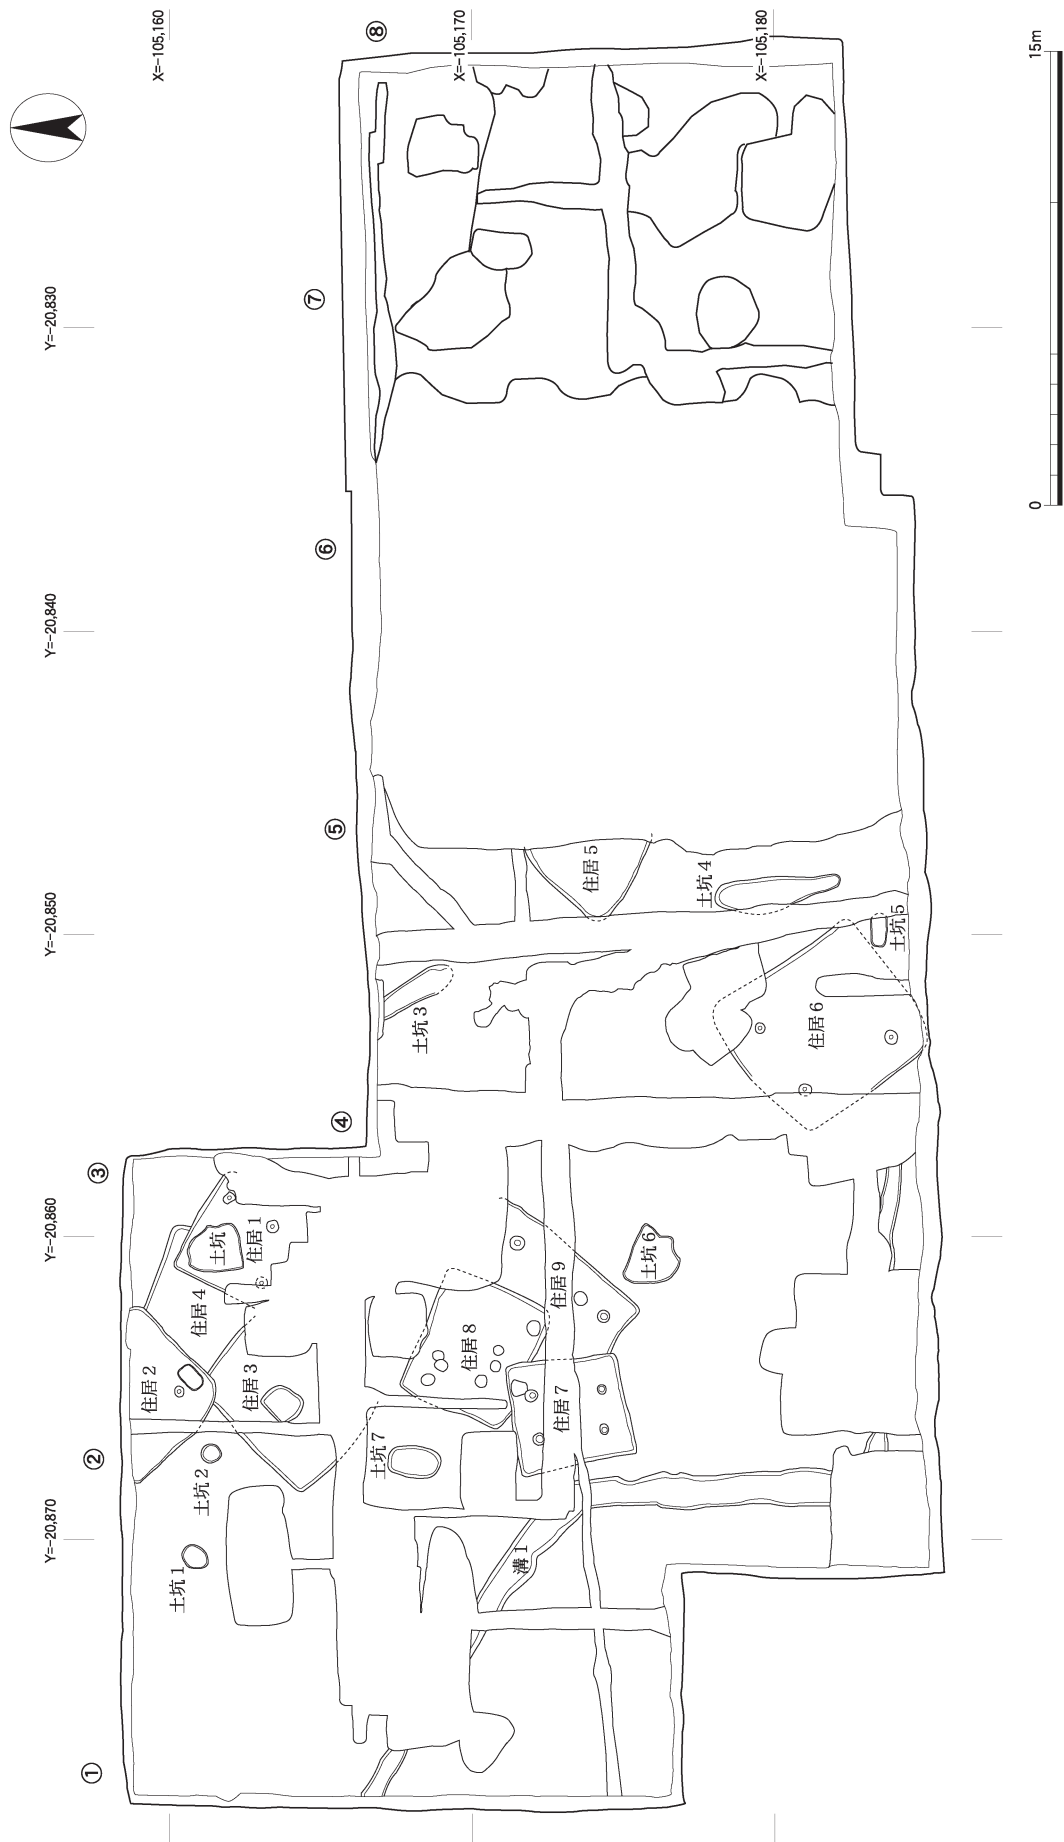 ⑧
X=-105,160
X=-105,170
X=-105,180
15m
0
Y=-20,830
⑦
⑥
Y=-20,840
⑤
住居5
土坑4
Y=-20,850
土坑5
土坑3
住居6
④
③
Y=-20,860
土坑
住居1
住居4
土坑6
住居9
住居8
住居2
住居3
住居7
②
土坑2
土坑7
Y=-20,870
土坑1
溝1
①